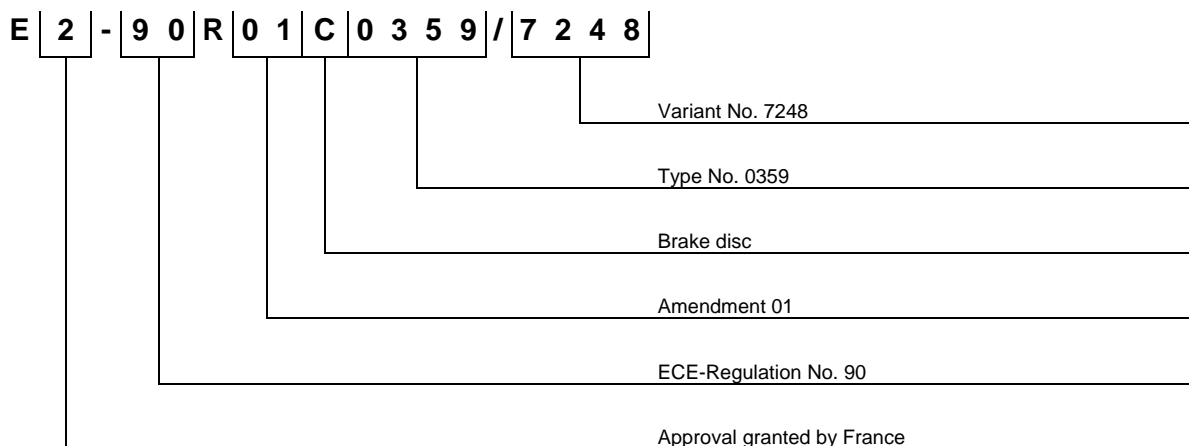 E 2 - 9 0 R 0 1 C 0 3 5 9 / 7 2 4 8
Variant No. 7248
Type No. 0359
Brake disc
Amendment 01
ECE-Regulation No. 90
Approval granted by France